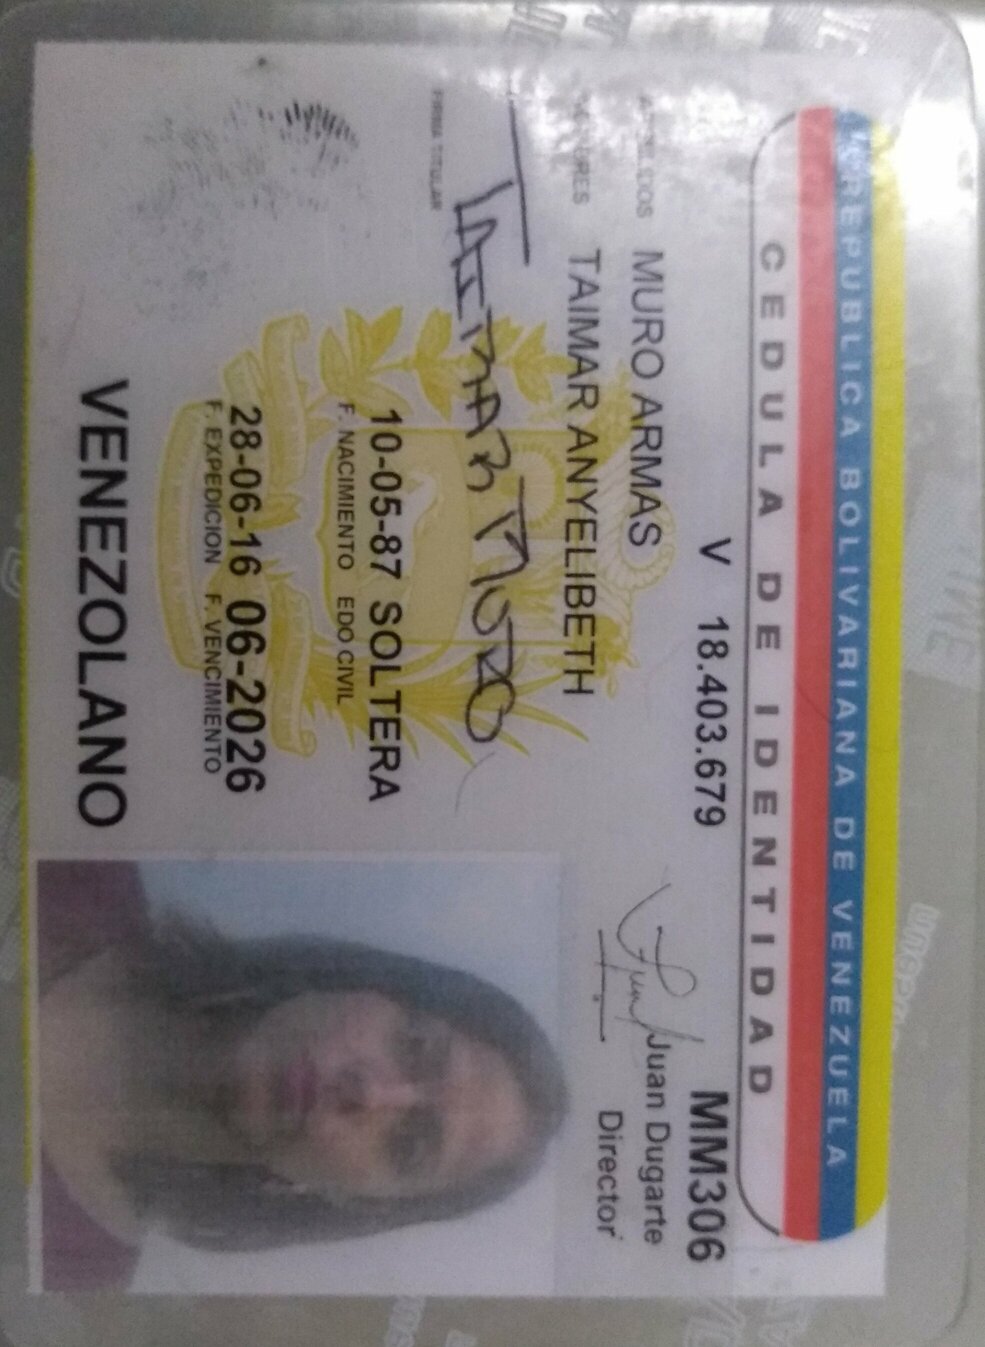 REPUBLICA BOLIVARIANA DE VENEZUELA
CEDULA DE IDENTIDAD
V 18.403.679 MM306
Juan Dugarte
Director
APELLIDOS MURO ARMAS
NOMBRES TAIMAR ANYELIBETH
TAIMAR MURO
FIRMA TITULAR
10-05-87 SOLTERA
F. NACIMIENTO EDO CIVIL
28-06-16 06-2026
F. EXPEDICION F. VENCIMIENTO
VENEZOLANO